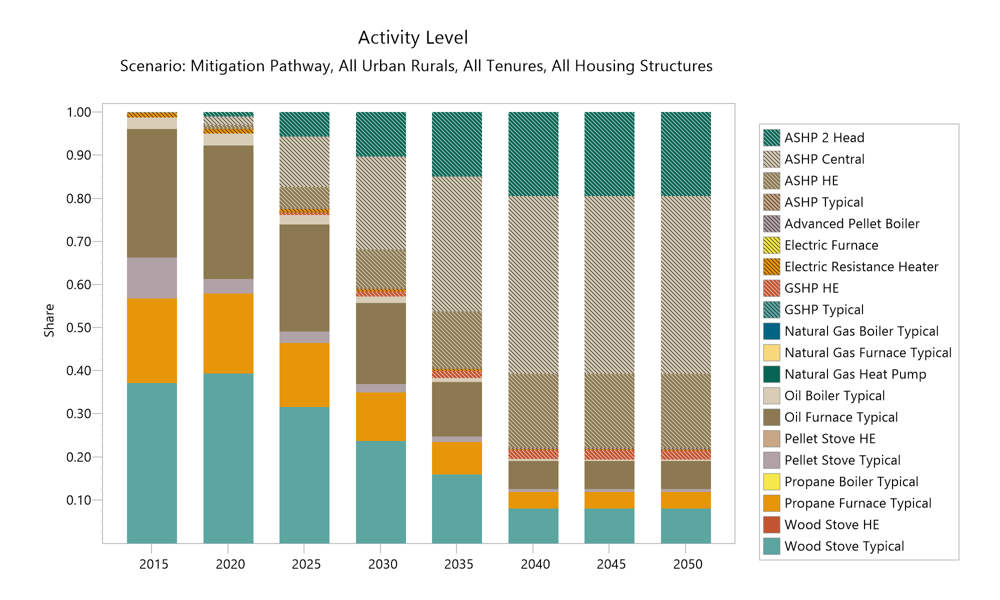 Activity Level
Scenario: Mitigation Pathway, All Urban Rurals, All Tenures, All Housing Structures
Share
1.00
0.90
0.80
0.70
0.60
0.50
0.40
0.30
0.20
0.10
2015 2020 2025 2030 2035 2040 2045 2050
ASHP 2 Head
ASHP Central
ASHP HE
ASHP Typical
Advanced Pellet Boiler
Electric Furnace
Electric Resistance Heater
GSHP HE
GSHP Typical
Natural Gas Boiler Typical
Natural Gas Furnace Typical
Natural Gas Heat Pump
Oil Boiler Typical
Oil Furnace Typical
Pellet Stove HE
Pellet Stove Typical
Propane Boiler Typical
Propane Furnace Typical
Wood Stove HE
Wood Stove Typical